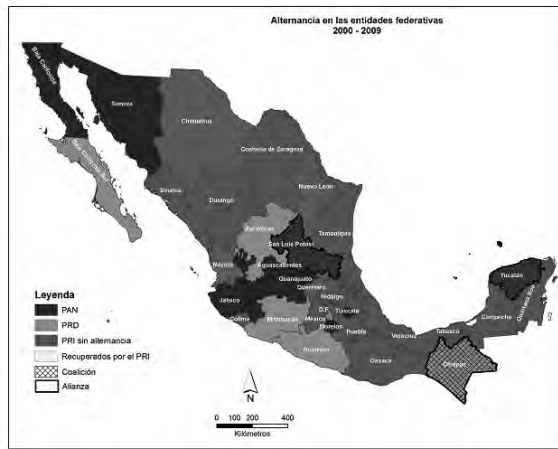 Alternancia en las entidades federativas
2000 - 2009
Baja California
Sonora
Chihuahua
Coahuila de Zaragoza
Baja California Sur
Sinaloa
Durango
Nuevo León
Tamaulipas
Zacatecas
San Luis Potosí
Nayarit
Aguascalientes
Guanajuato
Querétaro
Hidalgo
Jalisco
Colima
Michoacán
México
D.F.
Tlaxcala
Morelos
Puebla
Veracruz
Guerrero
Oaxaca
Tabasco
Chiapas
Campeche
Yucatán
Quintana Roo
Leyenda
PAN
PRD
PRI sin alternancia
Recuperados por el PRI
Coalición
Alianza
N
0 100 200 400
Kilómetros